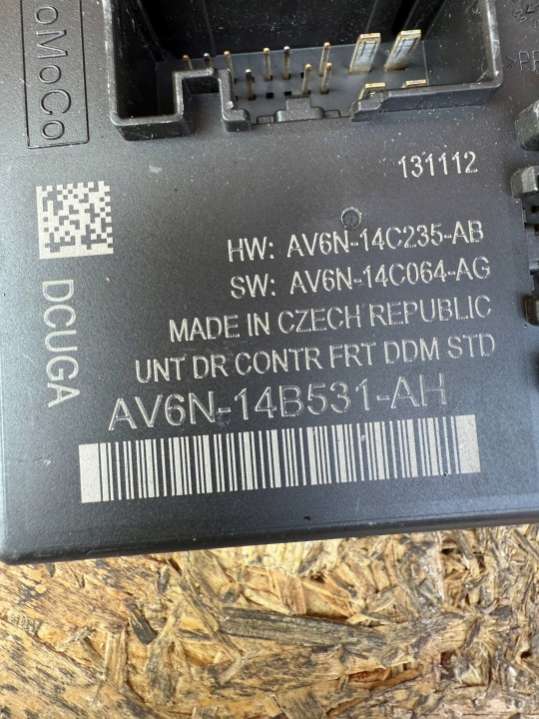 oMoCo
131112
HW: AV6N-14C235-AB
SW: AV6N-14C064-AG
MADE IN CZECH REPUBLIC
UNT DR CONTR FRT DDM STD
AV6N-14B531-AH
DCUGA